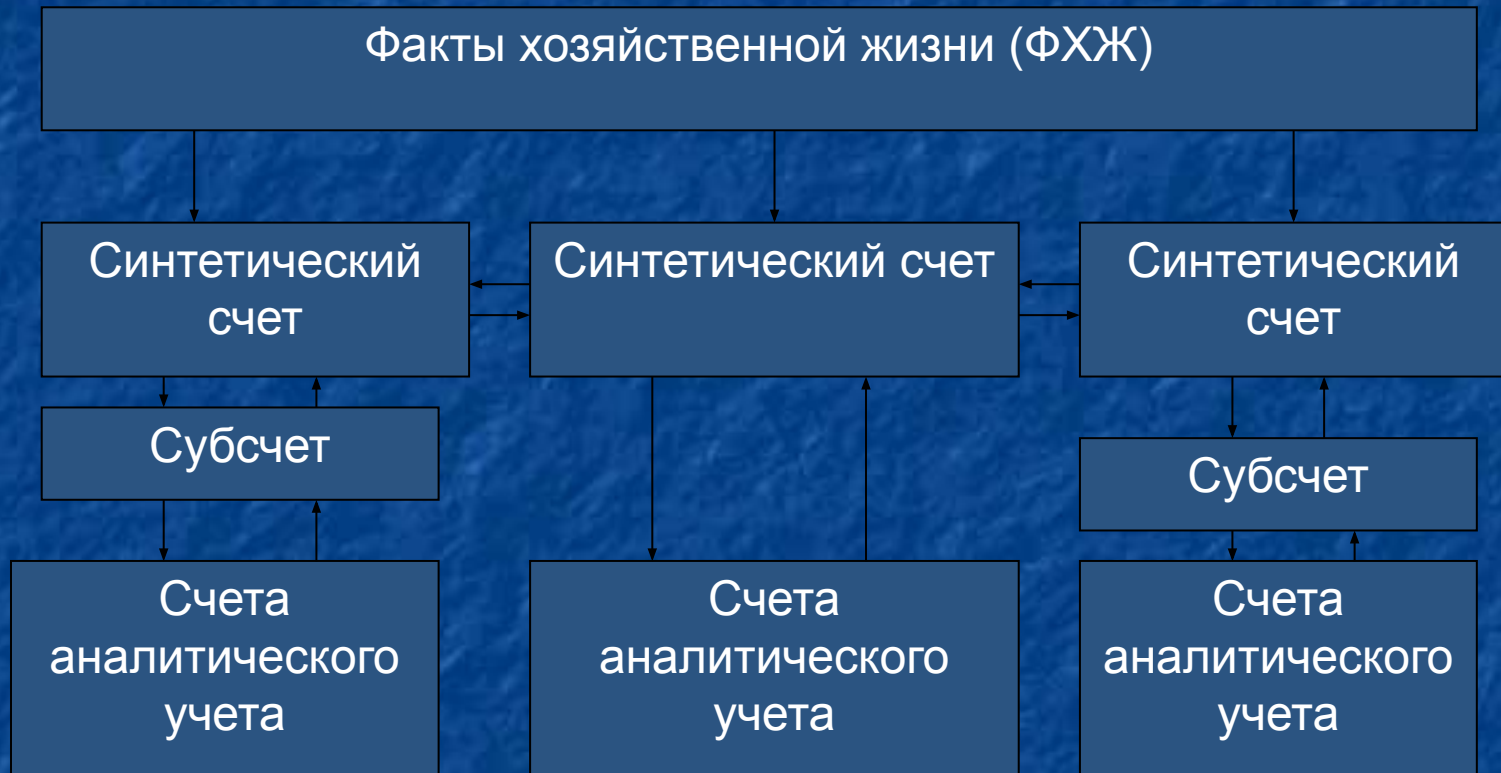 Факты хозяйственной жизни (ФХЖ)
Синтетический
счет
Синтетический счет
Синтетический
счет
Субсчет
Субсчет
Счета
аналитического
учета
Счета
аналитического
учета
Счета
аналитического
учета